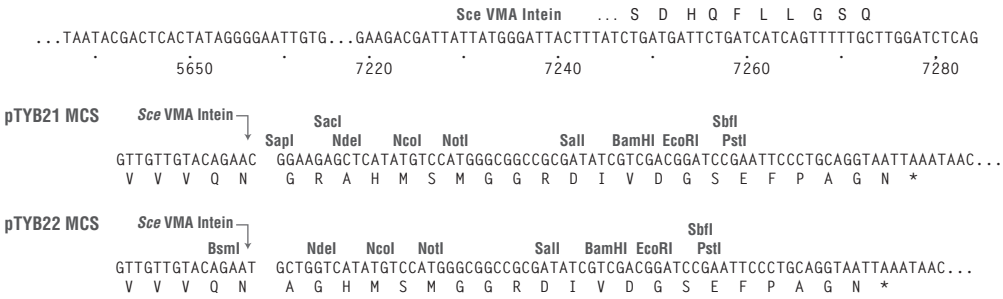 Sce VMA Intein ... S D H Q F L L G S Q
...TAATACGACTCACTATAGGGGAATTGTG...GAAGACGATTATTATGGGATTACTTTATCTGATGATTCTGATCATCAGTTTTTGCTTGGATCTCAG
5650 7220 7240 7260 7280
pTYB21 MCS Sce VMA Intein
SacI SbfI
SapI NdeI NcoI NotI SalI BamHI EcoRI PstI
GTTGTTGTACAGAAC GGAAGAGCTCATATGTCCATGGGCGGCCGCGATATCGTCGACGGATCCGAATTCCCTGCAGGTAATTAAATAAC...
V V V Q N G R A H M S M G G R D I V D G S E F P A G N *
pTYB22 MCS Sce VMA Intein
SbfI
BsmI NdeI NcoI NotI SalI BamHI EcoRI PstI
GTTGTTGTACAGAAT GCTGGTCATATGTCCATGGGCGGCCGCGATATCGTCGACGGATCCGAATTCCCTGCAGGTAATTAAATAAC...
V V V Q N A G H M S M G G R D I V D G S E F P A G N *